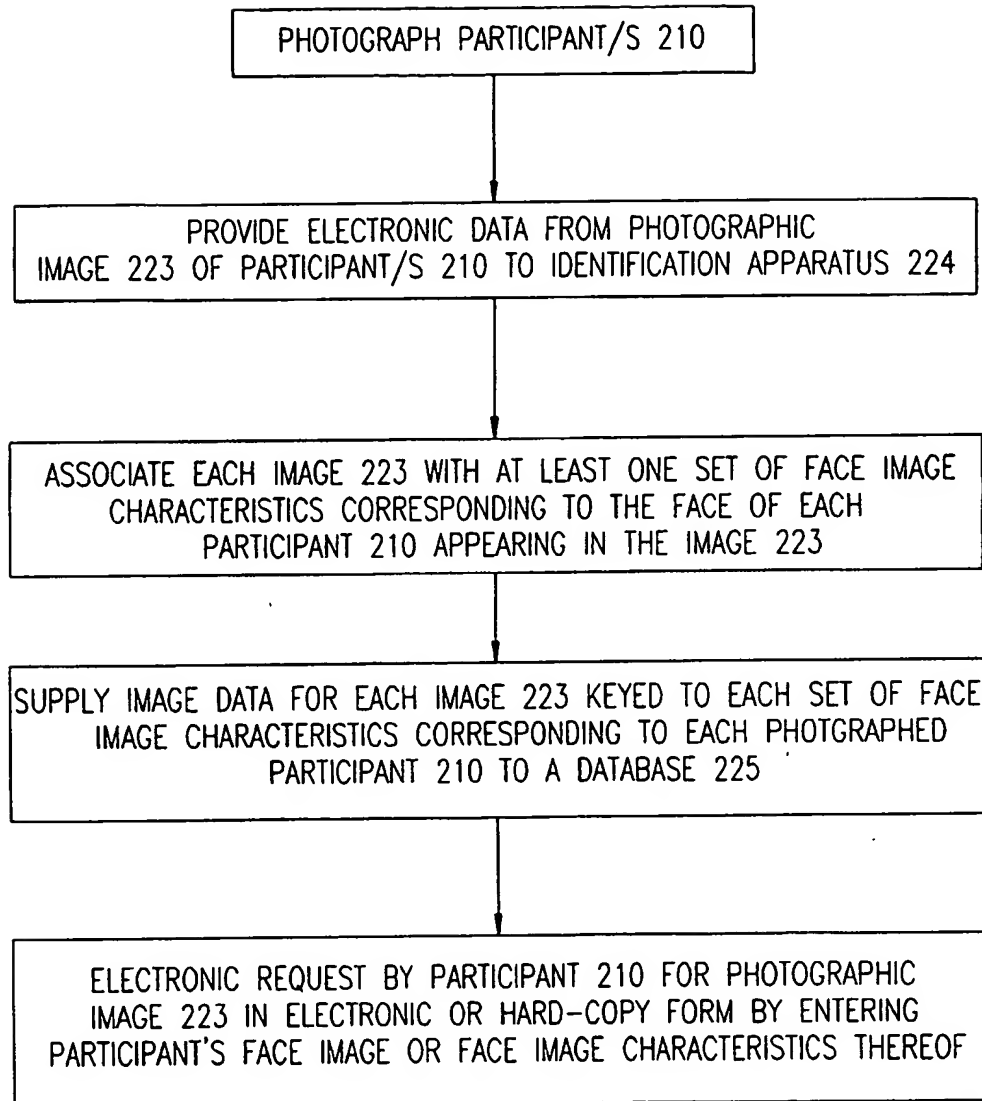 PHOTOGRAPH PARTICIPANT/S 210
PROVIDE ELECTRONIC DATA FROM PHOTOGRAPHIC
IMAGE 223 OF PARTICIPANT/S 210 TO IDENTIFICATION APPARATUS 224
ASSOCIATE EACH IMAGE 223 WITH AT LEAST ONE SET OF FACE IMAGE
CHARACTERISTICS CORRESPONDING TO THE FACE OF EACH
PARTICIPANT 210 APPEARING IN THE IMAGE 223
SUPPLY IMAGE DATA FOR EACH IMAGE 223 KEYED TO EACH SET OF FACE
IMAGE CHARACTERISTICS CORRESPONDING TO EACH PHOTGRAPHED
PARTICIPANT 210 TO A DATABASE 225
ELECTRONIC REQUEST BY PARTICIPANT 210 FOR PHOTOGRAPHIC
IMAGE 223 IN ELECTRONIC OR HARD-COPY FORM BY ENTERING
PARTICIPANT'S FACE IMAGE OR FACE IMAGE CHARACTERISTICS THEREOF